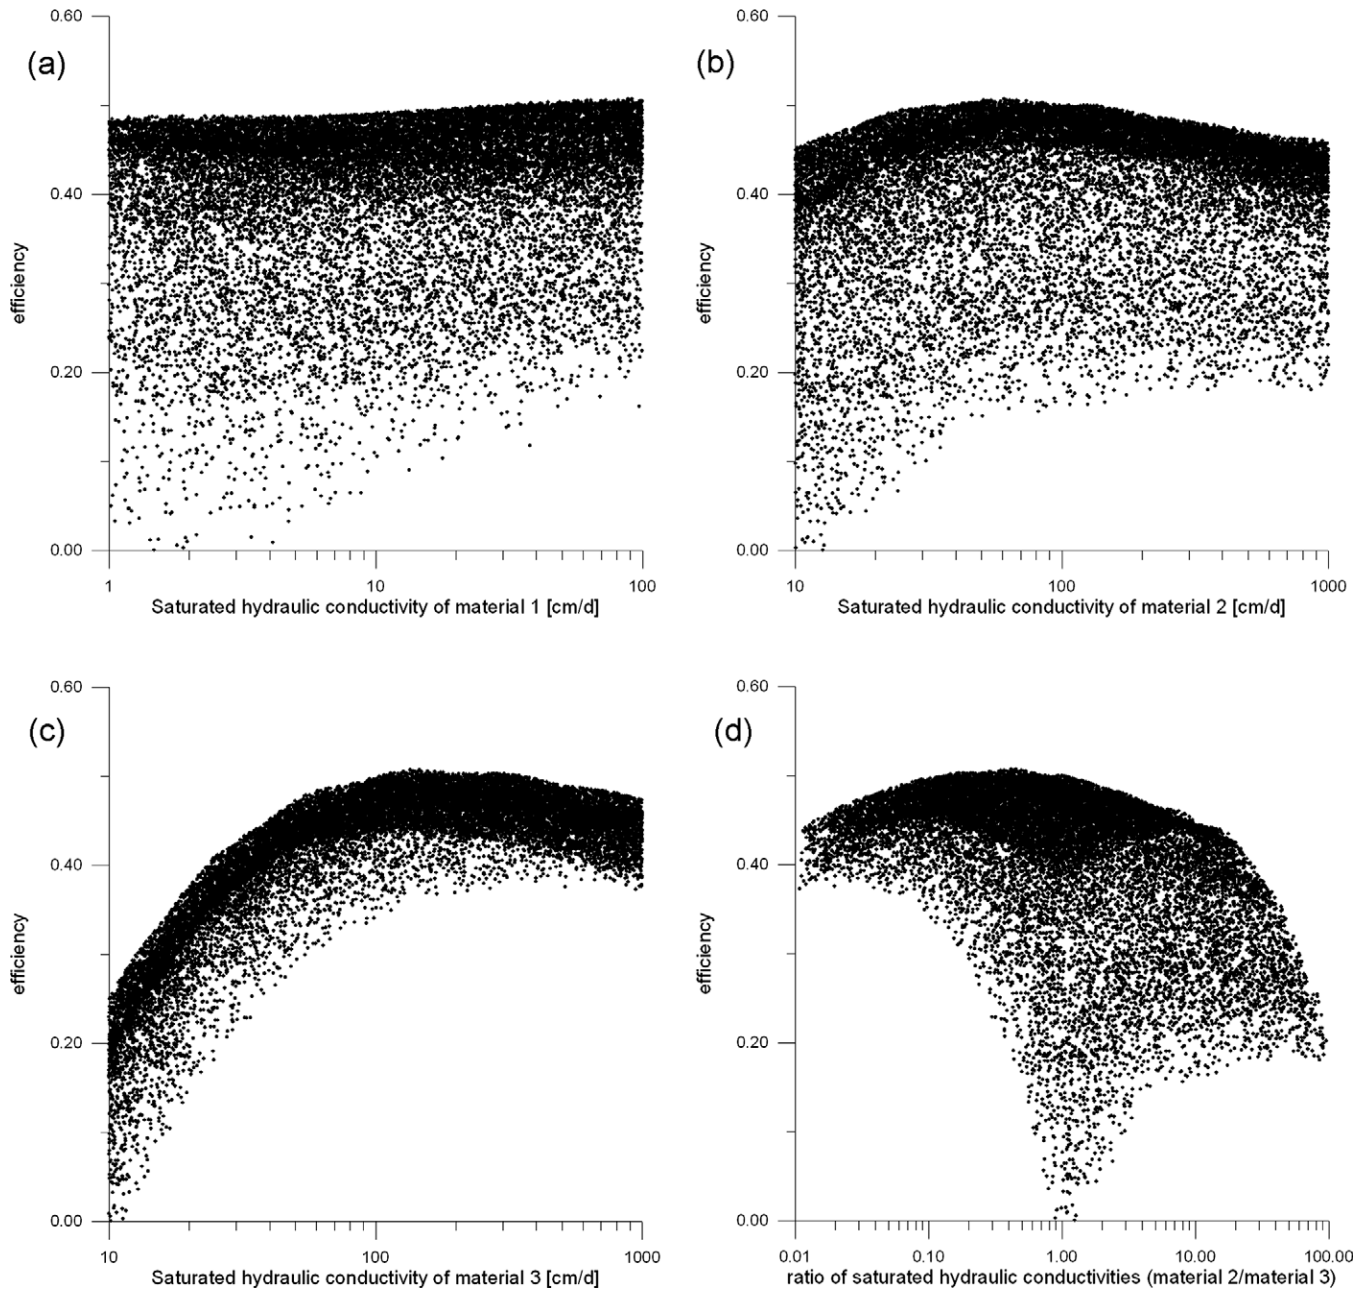 (a)
0.60
0.40
0.20
0.00
efficiency
1 10 100
Saturated hydraulic conductivity of material 1 [cm/d]
(b)
0.60
0.40
0.20
0.00
efficiency
10 100 1000
Saturated hydraulic conductivity of material 2 [cm/d]
(c)
0.60
0.40
0.20
0.00
efficiency
10 100 1000
Saturated hydraulic conductivity of material 3 [cm/d]
(d)
0.60
0.40
0.20
0.00
efficiency
0.01 0.10 1.00 10.00 100.00
ratio of saturated hydraulic conductivities (material 2/material 3)